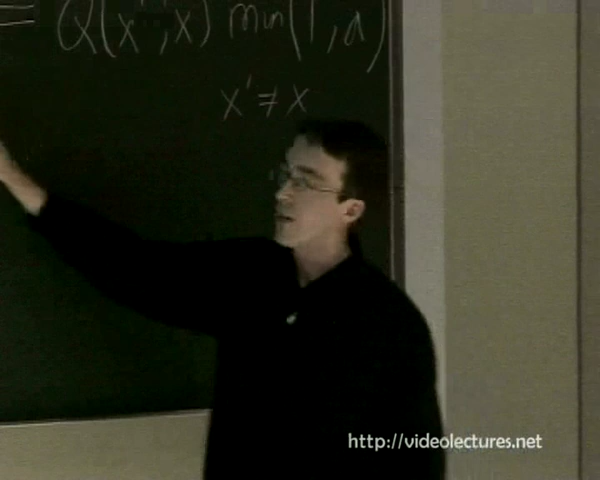 = Q(x', x) min(1, a)
x' ≠ x
http://videolectures.net